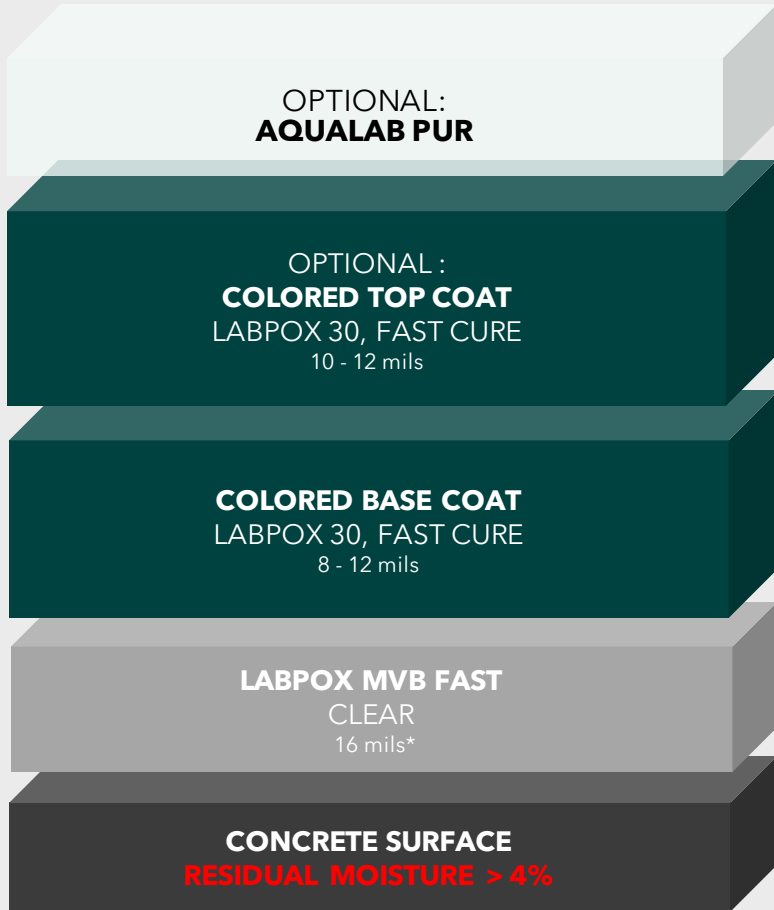 OPTIONAL:
AQUALAB PUR
OPTIONAL :
COLORED TOP COAT
LABPOX 30, FAST CURE
10 - 12 mils
COLORED BASE COAT
LABPOX 30, FAST CURE
8 - 12 mils
LABPOX MVB FAST
CLEAR
16 mils*
CONCRETE SURFACE
RESIDUAL MOISTURE > 4%